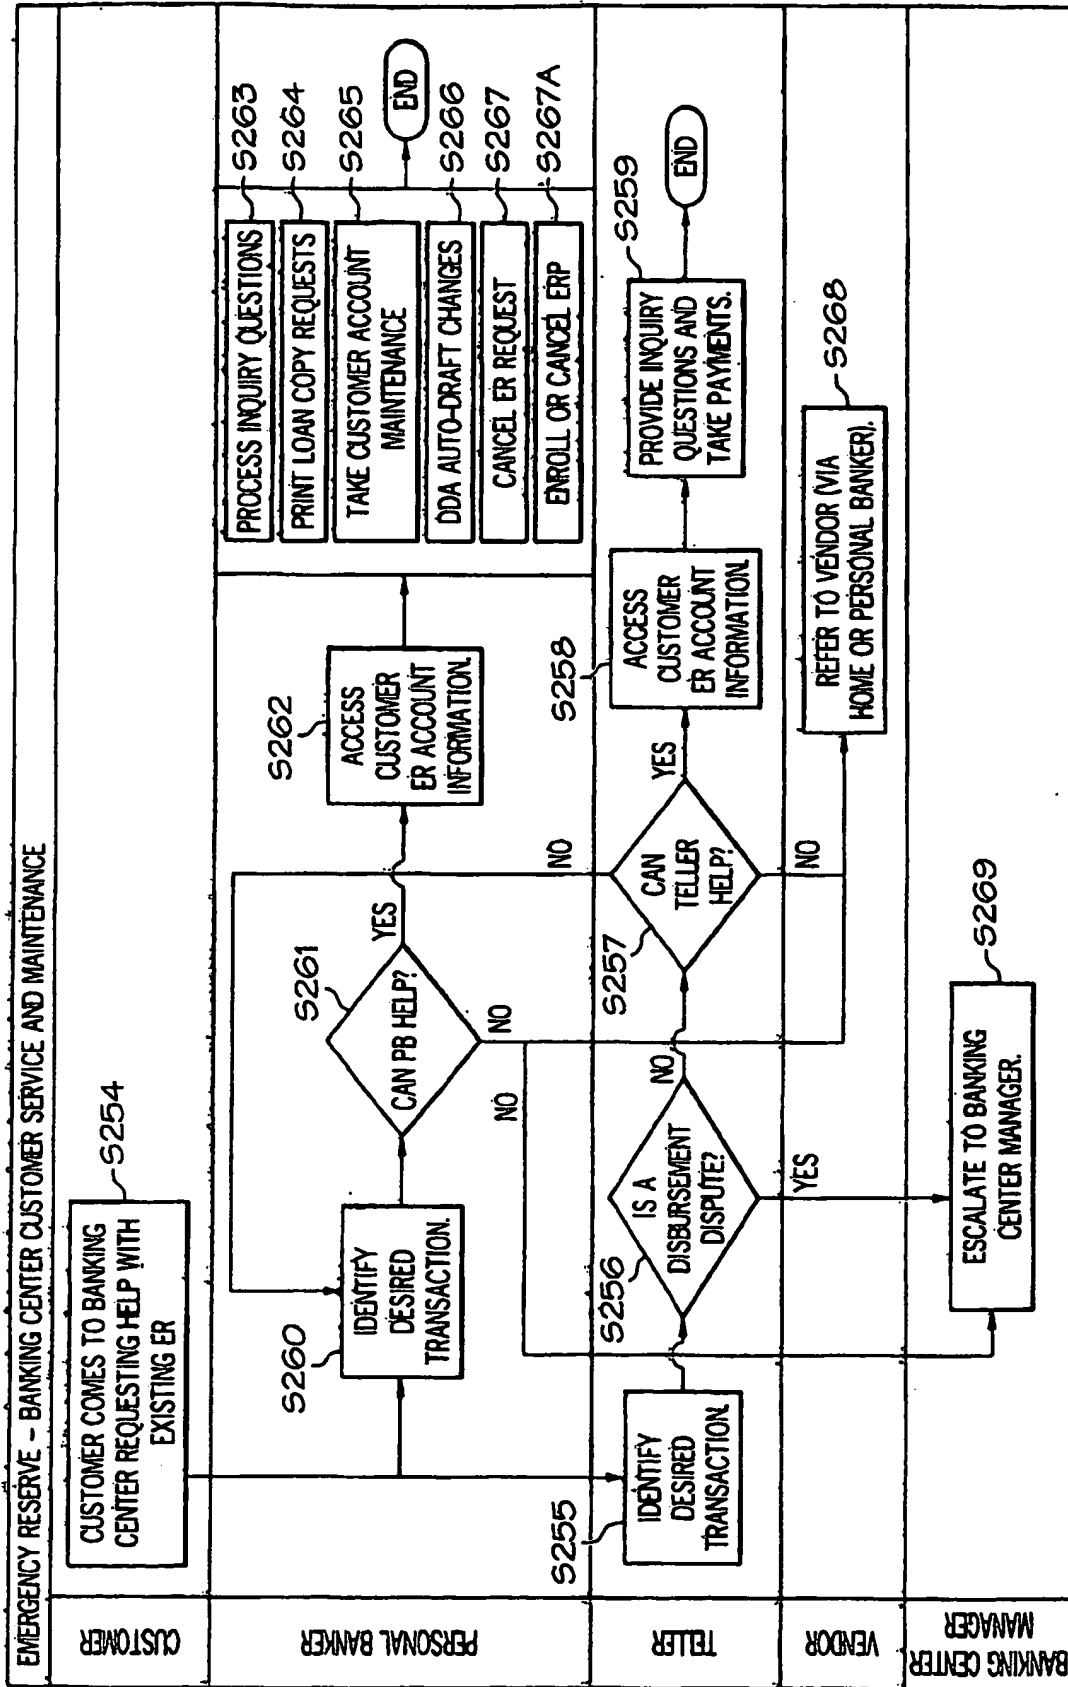 EMERGENCY RESERVE - BANKING CENTER CUSTOMER SERVICE AND MAINTENANCE
CUSTOMER
CUSTOMER COMES TO BANKING
CENTER REQUESTING HELP WITH
EXISTING ER
S254
PERSONAL BANKER
S260
IDENTIFY
DESIRED
TRANSACTION.
S261
CAN PB HELP?
YES
NO
NO
S262
ACCESS
CUSTOMER
ER ACCOUNT
INFORMATION.
PROCESS INQUIRY QUESTIONS
S263
PRINT LOAN COPY REQUESTS
S264
TAKE CUSTOMER ACCOUNT
MAINTENANCE
S265
DDA AUTO-DRAFT CHANGES
S266
CANCEL ER REQUEST
S267
ENROLL OR CANCEL ERP
S267A
END
TELLER
S255
IDENTIFY
DESIRED
TRANSACTION.
S256
IS A
DISBURSEMENT
DISPUTE?
NO
YES
S257
CAN
TELLER
HELP?
NO
YES
NO
S258
ACCESS
CUSTOMER
ER ACCOUNT
INFORMATION.
S259
PROVIDE INQUIRY
QUESTIONS AND
TAKE PAYMENTS.
END
VENDOR
REFER TO VENDOR (VIA
HOME OR PERSONAL BANKER).
S268
BANKING CENTER
MANAGER
ESCALATE TO BANKING
CENTER MANAGER.
S269